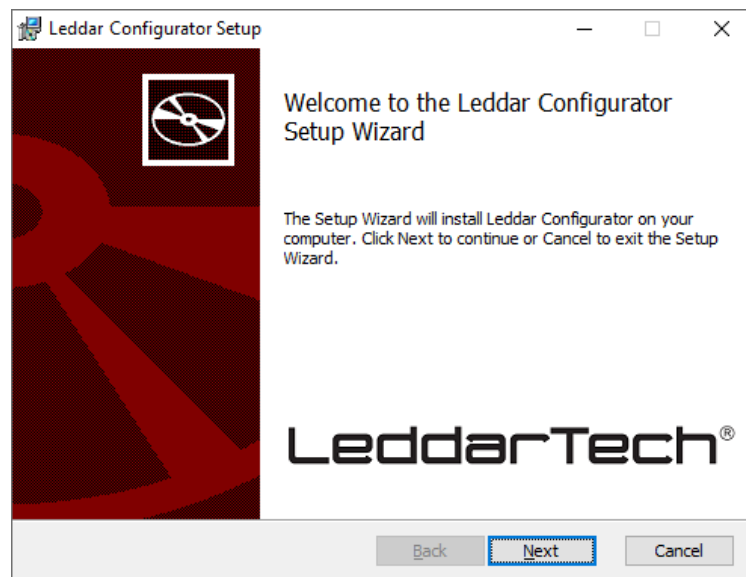 Leddar Configurator Setup
Welcome to the Leddar Configurator
Setup Wizard
The Setup Wizard will install Leddar Configurator on your
computer. Click Next to continue or Cancel to exit the Setup
Wizard.
LeddarTech®
Back Next Cancel